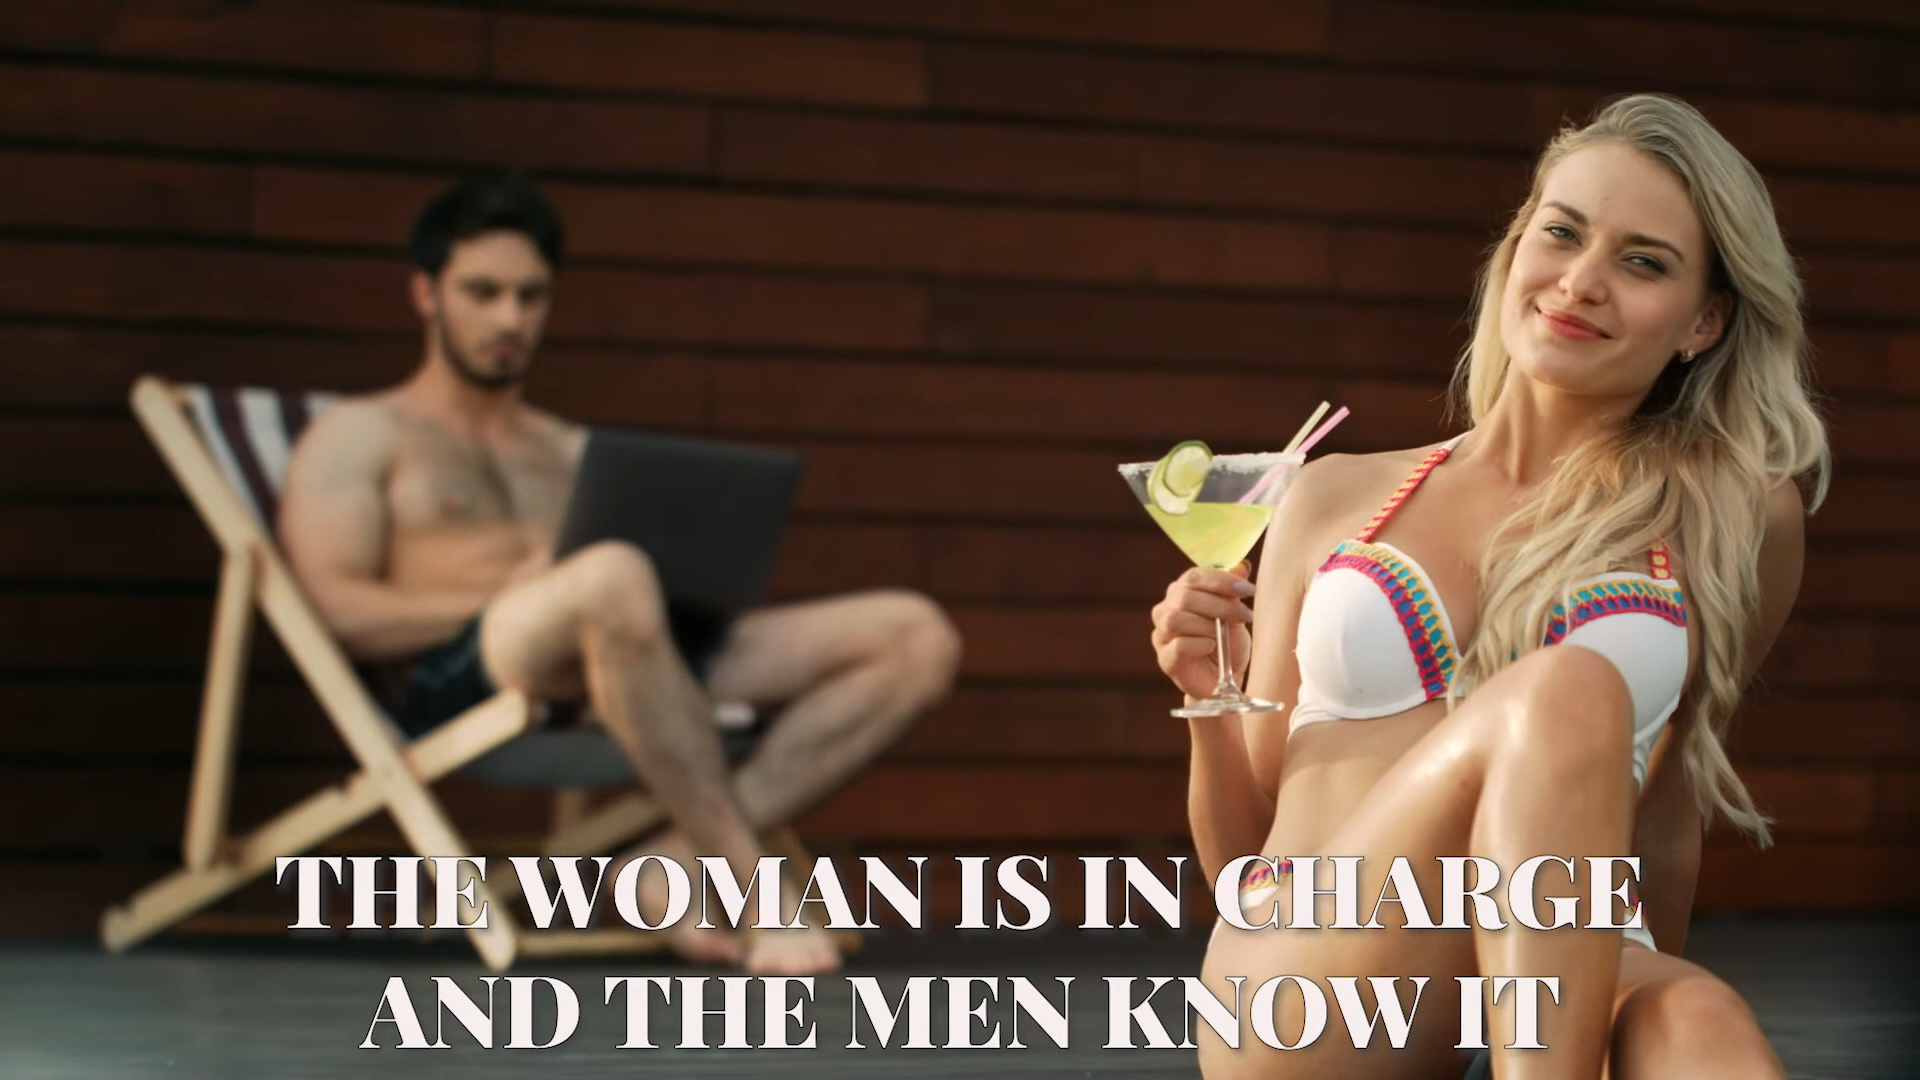 THE WOMAN IS IN CHARGE
AND THE MEN KNOW IT